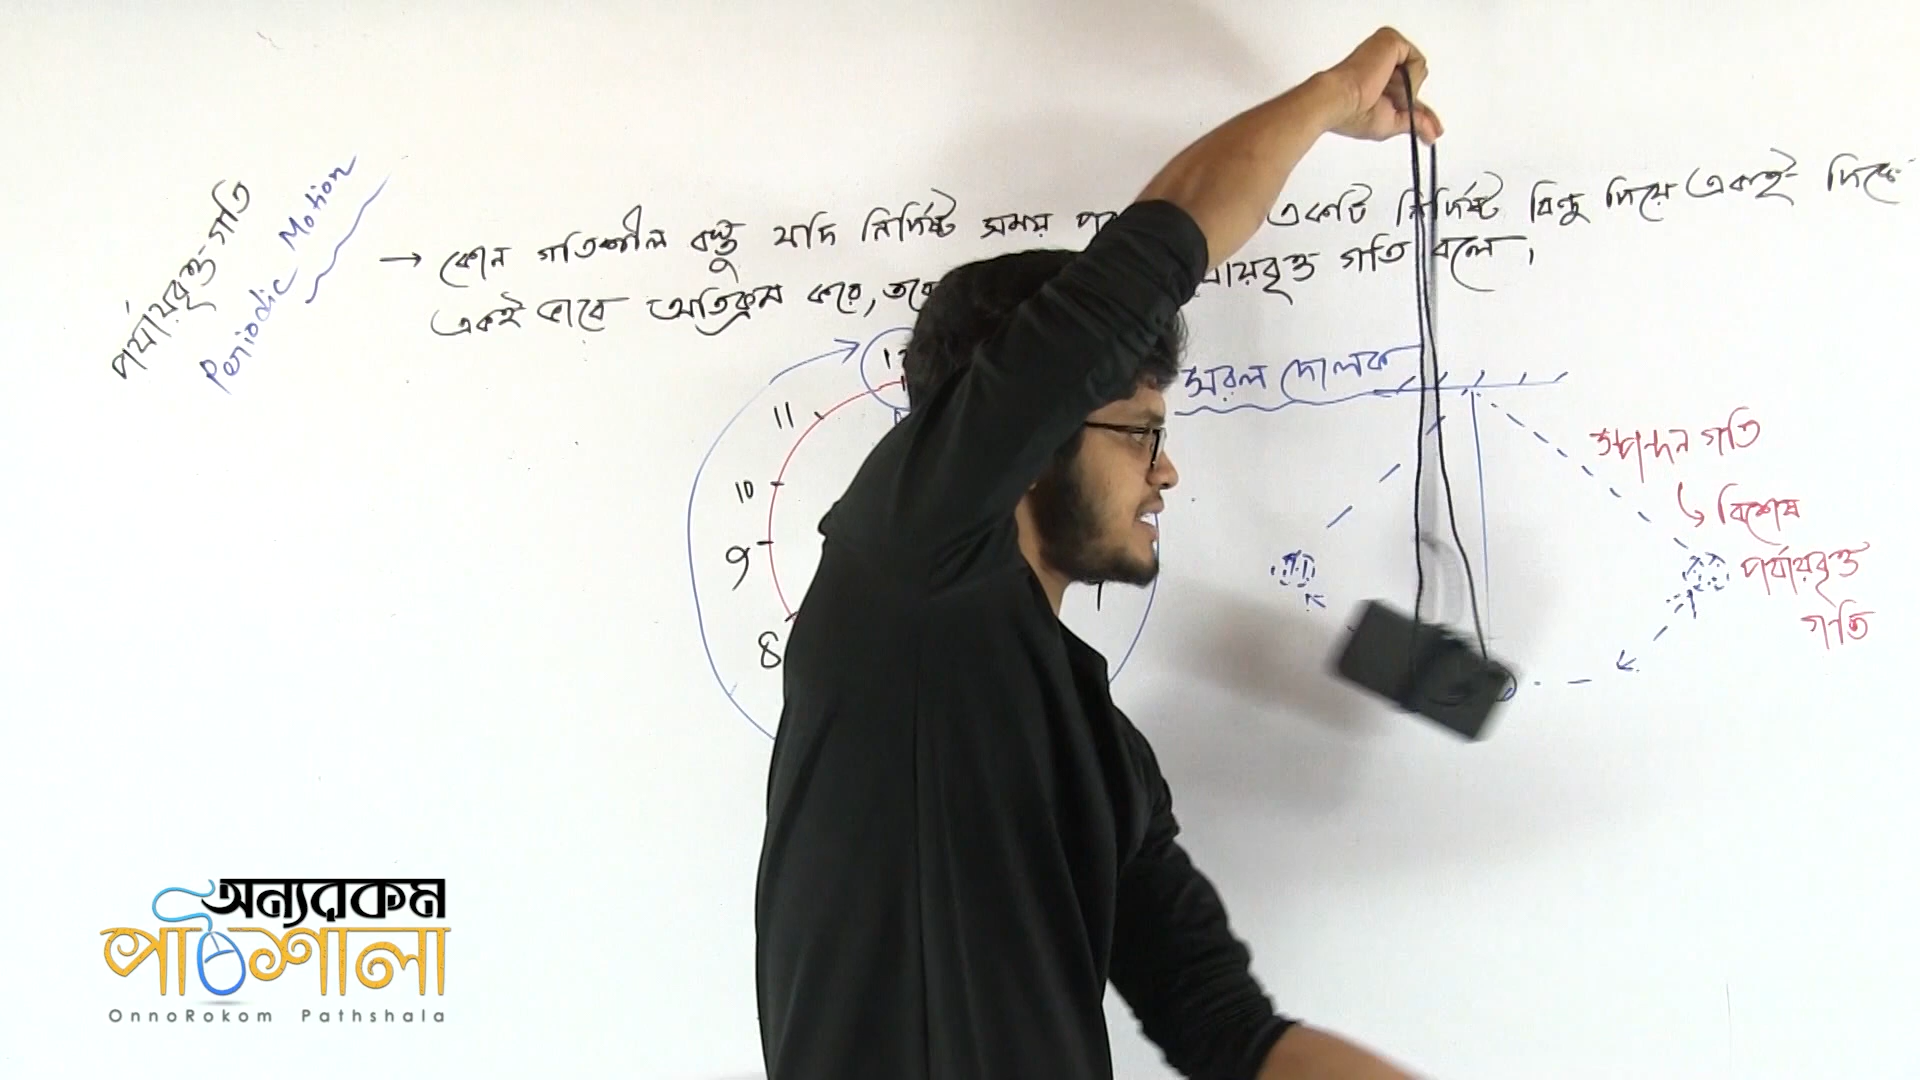 পর্যায়বৃত্ত গতি
Periodic Motion
→ কোন গতিশীল বস্তু যদি নির্দিষ্ট সময় একটি নির্দিষ্ট বিন্দু দিয়ে একই দিকে
একই ভাবে অতিক্রম করে, তবে গতি বলে।
11
10
9
8
সরল দোলক
স্পন্দন গতি
↳ বিশেষ
পর্যায়বৃত্ত
গতি
অন্যরকম
পাঠশালা
OnnoRokom Pathshala